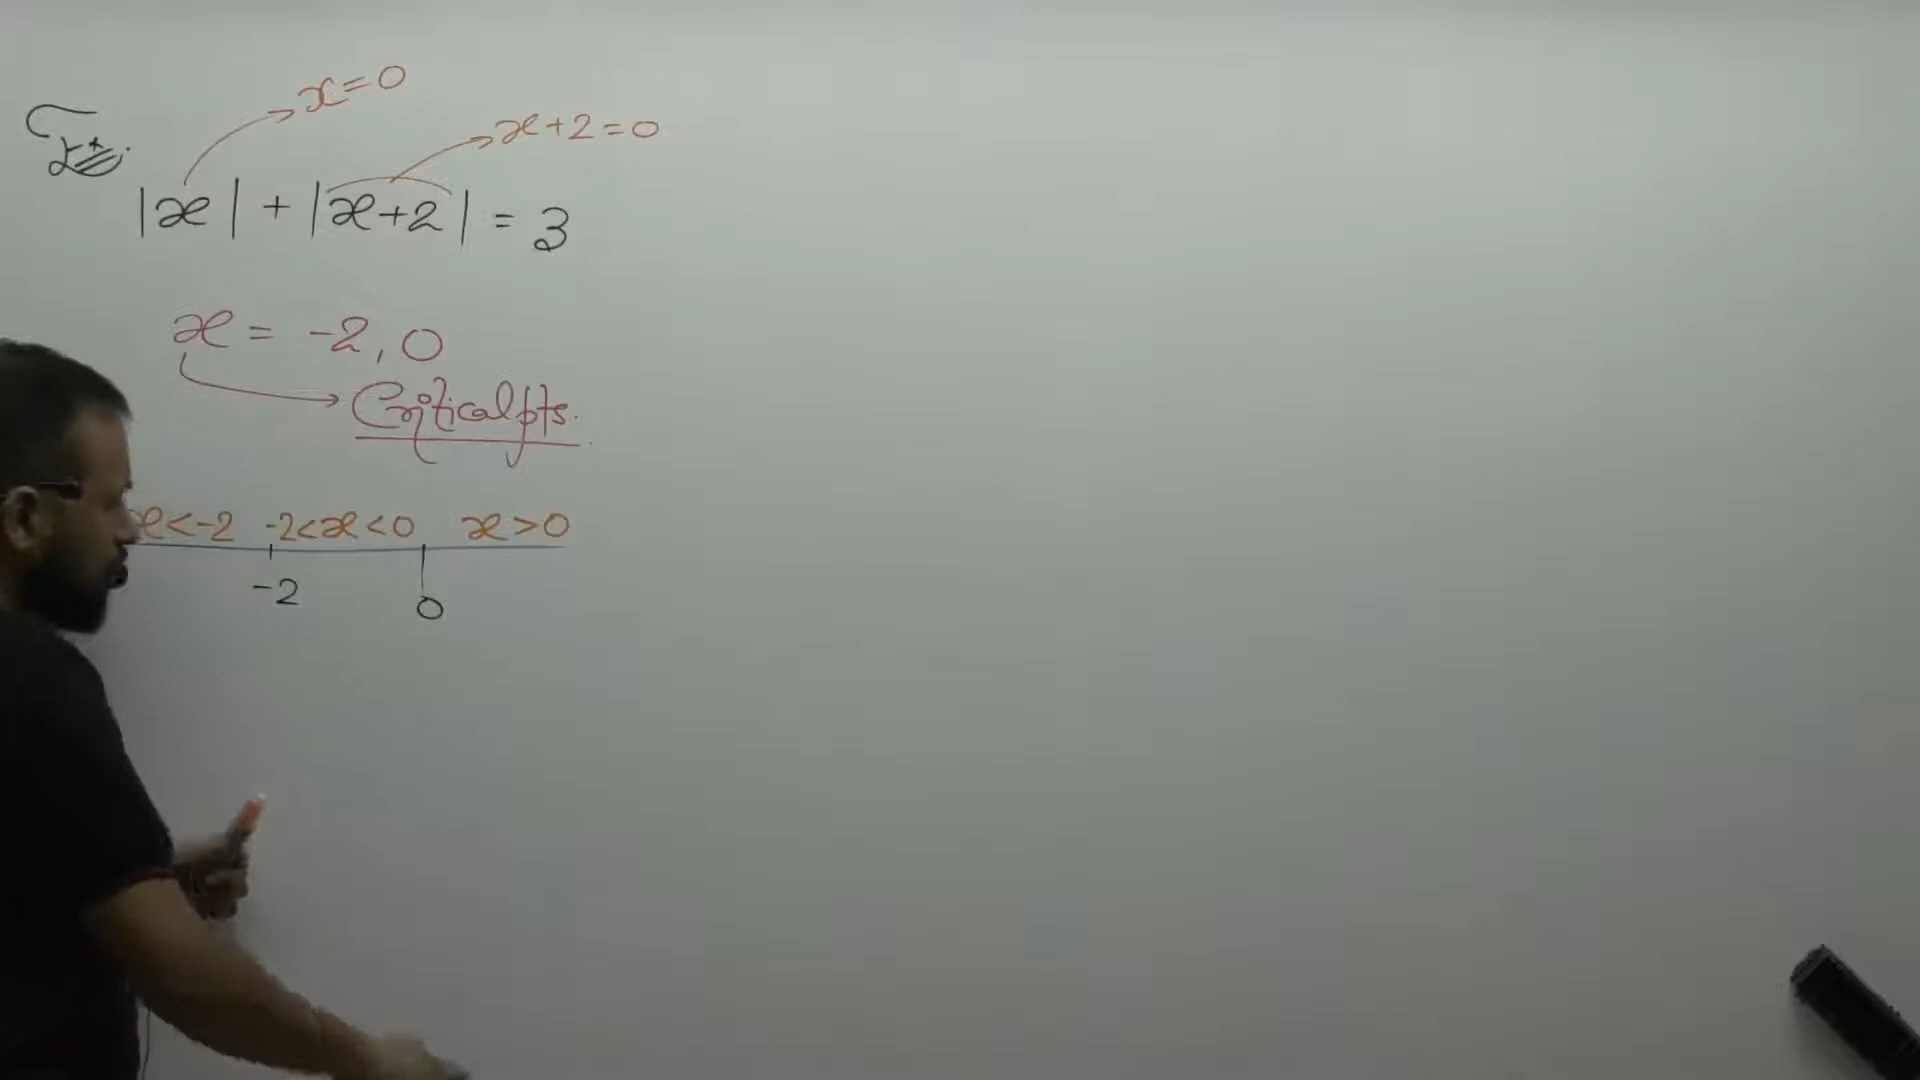 x=0
x+2=0
Ex.
|x| + |x+2| = 3
x = -2, 0
Critical pts.
x<-2 -2<x<0 x>0
-2 0